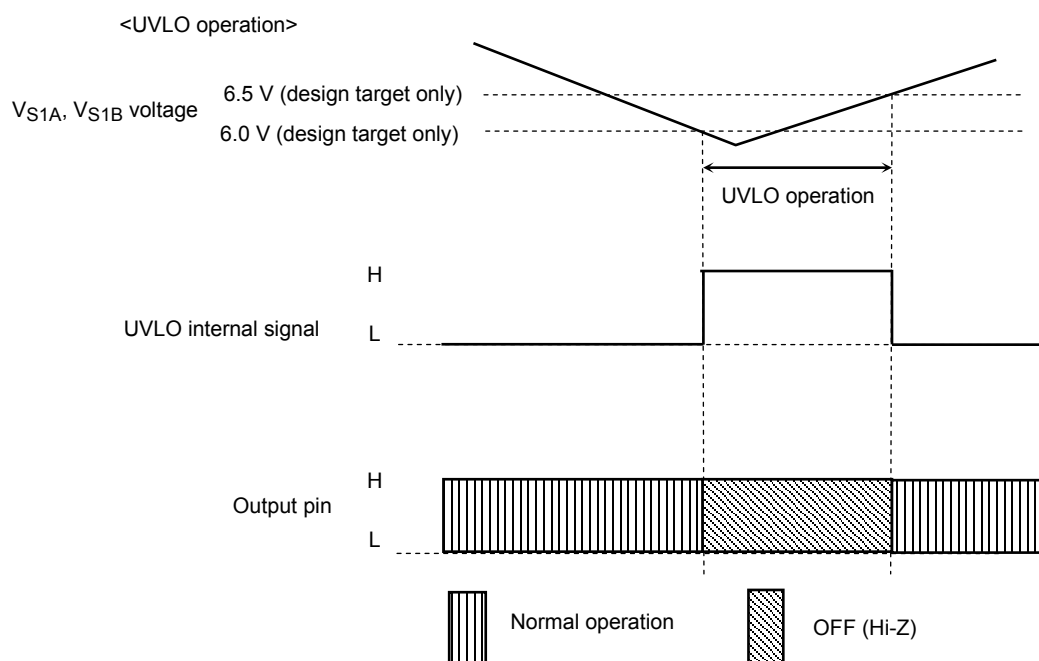 <UVLO operation>
6.5 V (design target only)
VS1A, VS1B voltage
6.0 V (design target only)
UVLO operation
H
UVLO internal signal
L
H
Output pin
L
Normal operation
OFF (Hi-Z)